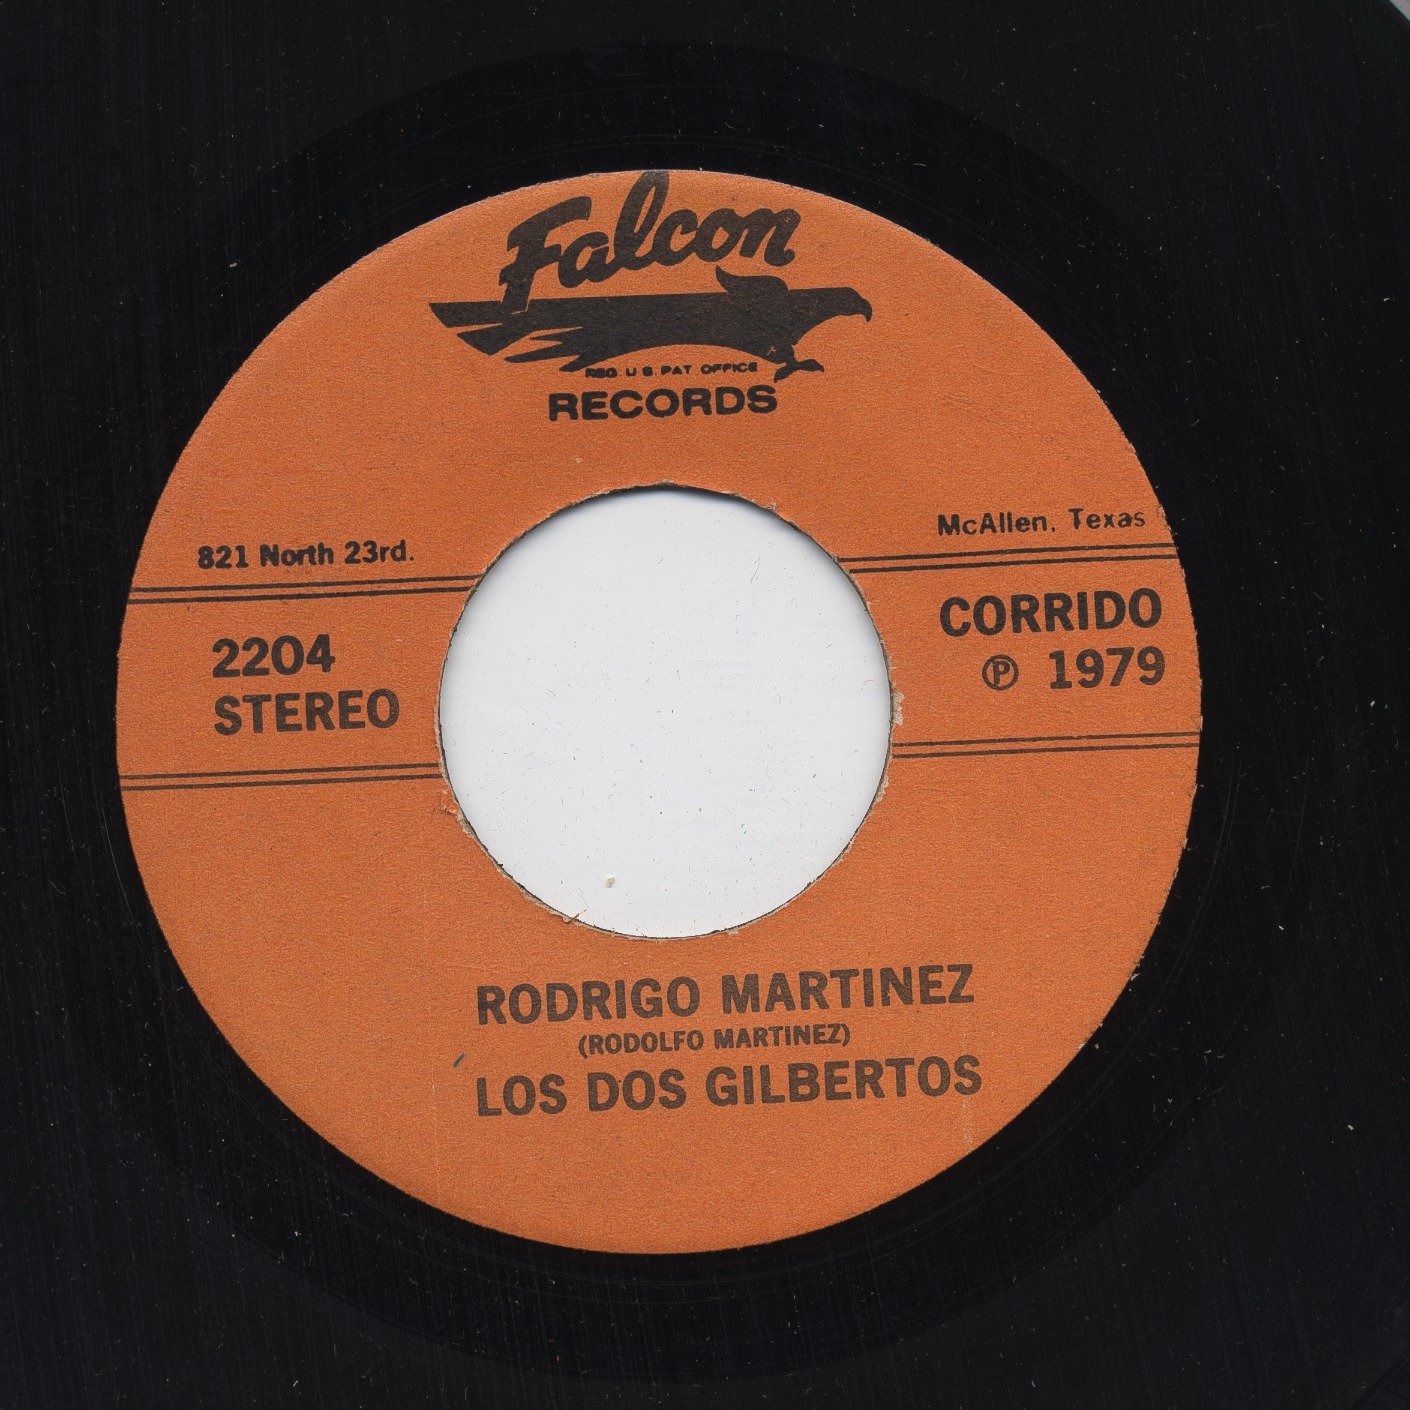 Falcon
REG. U.S. PAT OFFICE
RECORDS
821 North 23rd.
McAllen, Texas
2204
STEREO
CORRIDO
℗ 1979
RODRIGO MARTINEZ
(RODOLFO MARTINEZ)
LOS DOS GILBERTOS